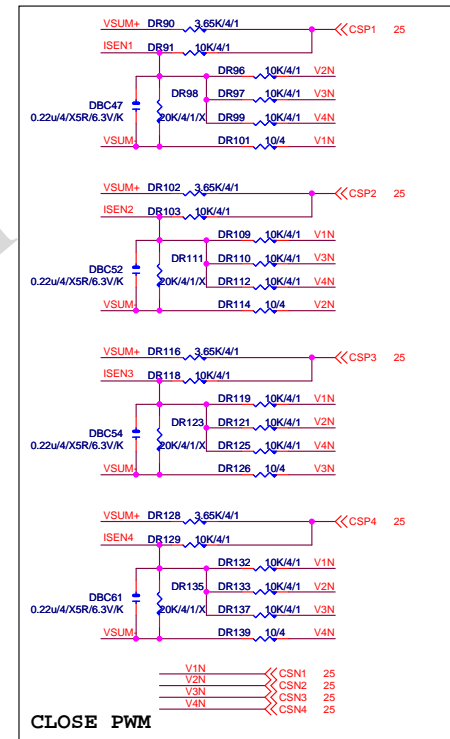 VSUM+ DR90 3.65K/4/1 CSP1 25
ISEN1 DR91 10K/4/1
DR96 10K/4/1 V2N
DBC47 DR98 DR97 10K/4/1 V3N
0.22u/4/X5R/6.3V/K 20K/4/1/X DR99 10K/4/1 V4N
VSUM- DR101 10/4 V1N
VSUM+ DR102 3.65K/4/1 CSP2 25
ISEN2 DR103 10K/4/1
DR109 10K/4/1 V1N
DBC52 DR111 DR110 10K/4/1 V3N
0.22u/4/X5R/6.3V/K 20K/4/1/X DR112 10K/4/1 V4N
VSUM- DR114 10/4 V2N
VSUM+ DR116 3.65K/4/1 CSP3 25
ISEN3 DR118 10K/4/1
DR119 10K/4/1 V1N
DBC54 DR123 DR121 10K/4/1 V2N
0.22u/4/X5R/6.3V/K 20K/4/1/X DR125 10K/4/1 V4N
VSUM- DR126 10/4 V3N
VSUM+ DR128 3.65K/4/1 CSP4 25
ISEN4 DR129 10K/4/1
DR132 10K/4/1 V1N
DBC61 DR135 DR133 10K/4/1 V2N
0.22u/4/X5R/6.3V/K 20K/4/1/X DR137 10K/4/1 V3N
VSUM- DR139 10/4 V4N
V1N CSN1 25
V2N CSN2 25
V3N CSN3 25
V4N CSN4 25
CLOSE PWM